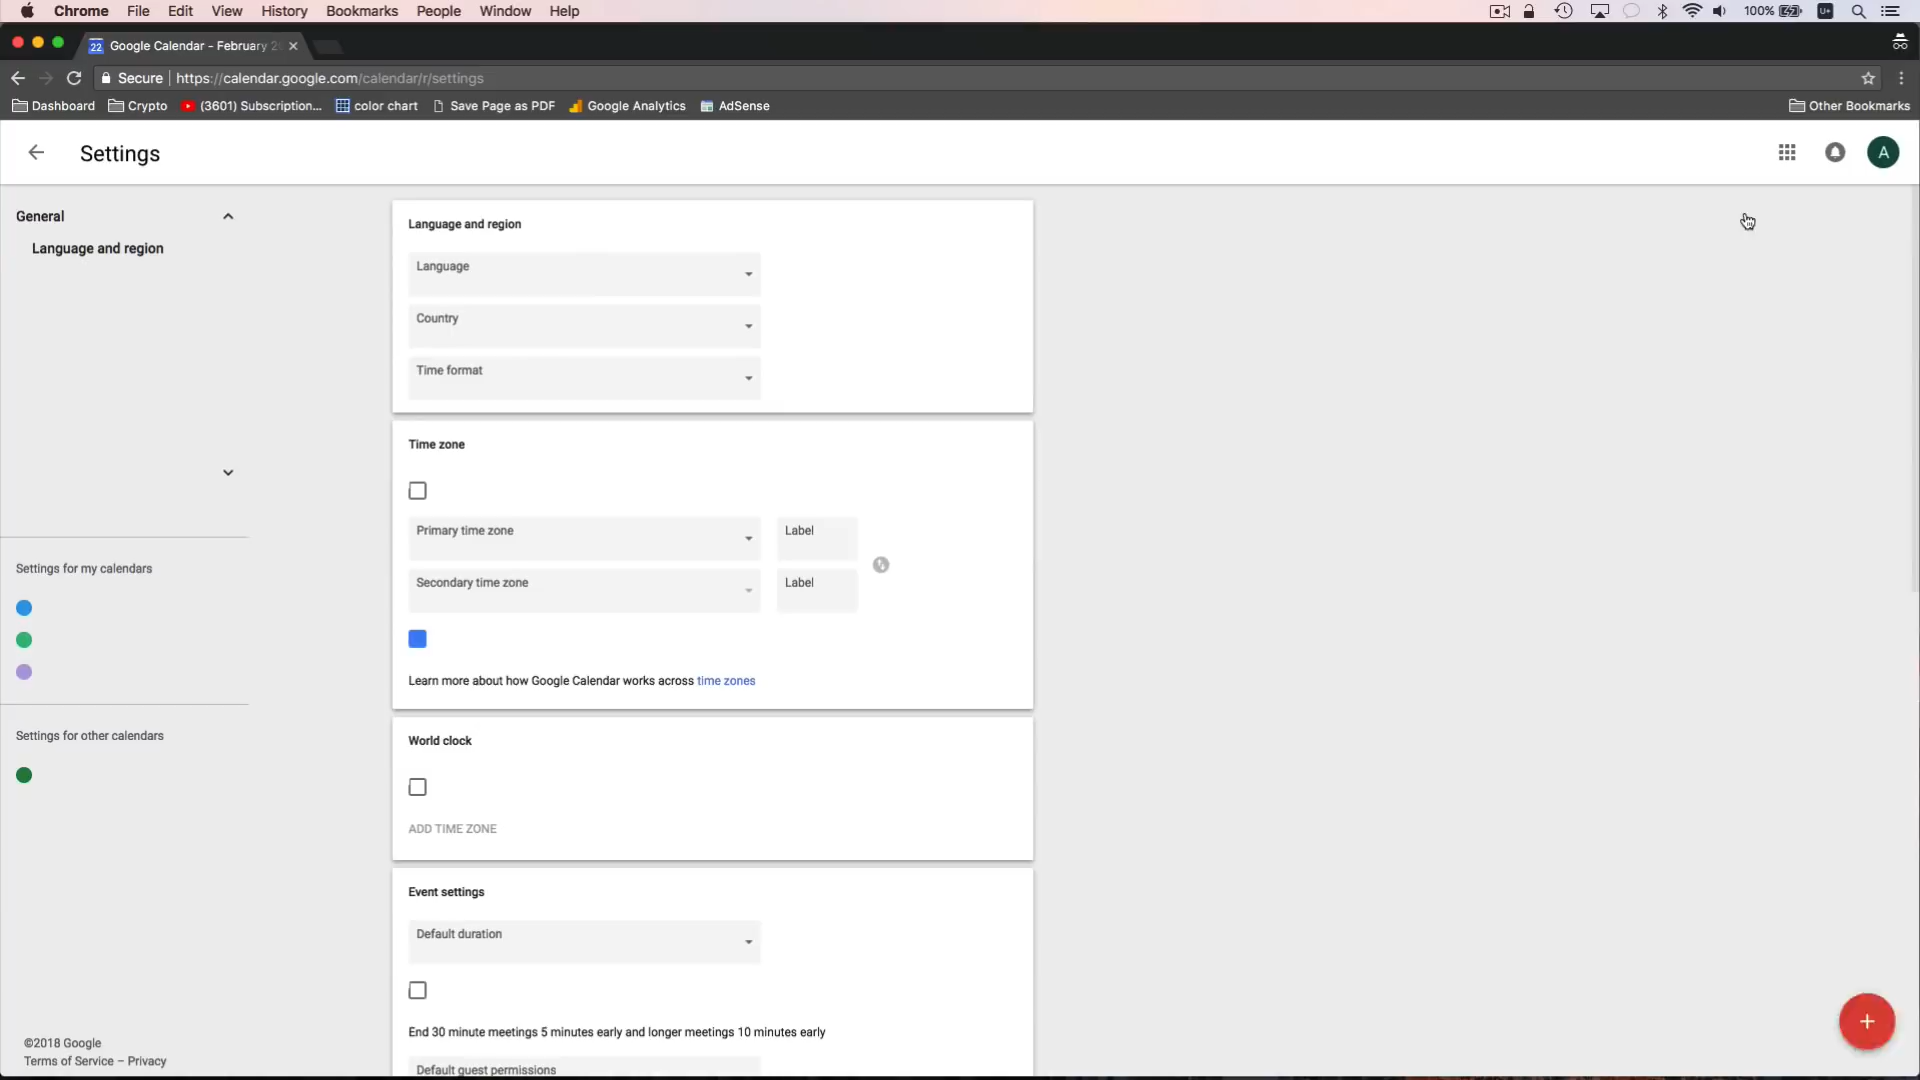 Chrome File Edit View History Bookmarks People Window Help 100%
22 Google Calendar - February 2
Secure https://calendar.google.com/calendar/r/settings
Dashboard Crypto (3601) Subscription... color chart Save Page as PDF Google Analytics AdSense Other Bookmarks
Settings
A
General
Language and region
Settings for my calendars
Settings for other calendars
©2018 Google
Terms of Service – Privacy
Language and region
Language
Country
Time format
Time zone
Primary time zone Label
Secondary time zone Label
Learn more about how Google Calendar works across time zones
World clock
ADD TIME ZONE
Event settings
Default duration
End 30 minute meetings 5 minutes early and longer meetings 10 minutes early
Default guest permissions
+